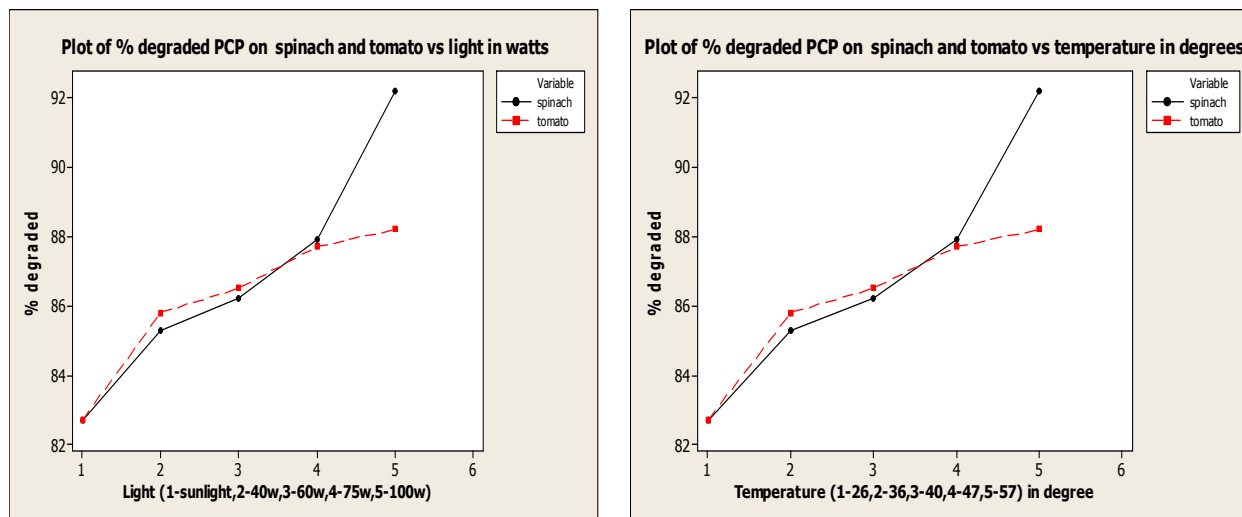 Plot of % degraded PCP on spinach and tomato vs light in watts
Variable
spinach
tomato
% degraded
92
90
88
86
84
82
1 2 3 4 5 6
Light (1-sunlight,2-40w,3-60w,4-75w,5-100w)
Plot of % degraded PCP on spinach and tomato vs temperature in degrees
Variable
spinach
tomato
% degraded
92
90
88
86
84
82
1 2 3 4 5 6
Temperature (1-26,2-36,3-40,4-47,5-57) in degree